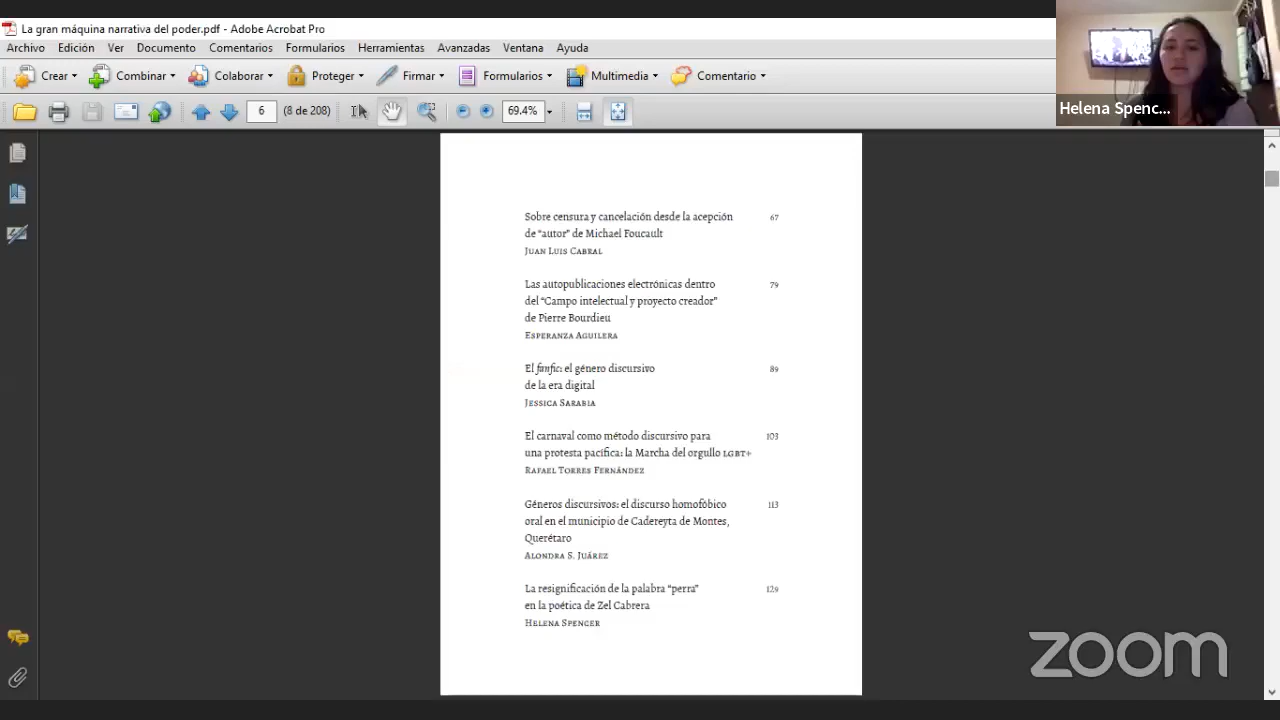 La gran máquina narrativa del poder.pdf - Adobe Acrobat Pro
Archivo Edición Ver Documento Comentarios Formularios Herramientas Avanzadas Ventana Ayuda
Crear Combinar Colaborar Proteger Firmar Formularios Multimedia Comentario
6 (8 de 208) 69.4%
Helena Spenc...
Sobre censura y cancelación desde la acepción 67
de “autor” de Michael Foucault
Juan Luis Cabral
Las autopublicaciones electrónicas dentro 79
del “Campo intelectual y proyecto creador”
de Pierre Bourdieu
Esperanza Aguilera
El fanfic: el género discursivo 89
de la era digital
Jessica Sarabia
El carnaval como método discursivo para 103
una protesta pacífica: la Marcha del orgullo LGBT+
Rafael Torres Fernández
Géneros discursivos: el discurso homofóbico 113
oral en el municipio de Cadereyta de Montes,
Querétaro
Alondra S. Juárez
La resignificación de la palabra “perra” 129
en la poética de Zel Cabrera
Helena Spencer
zoom